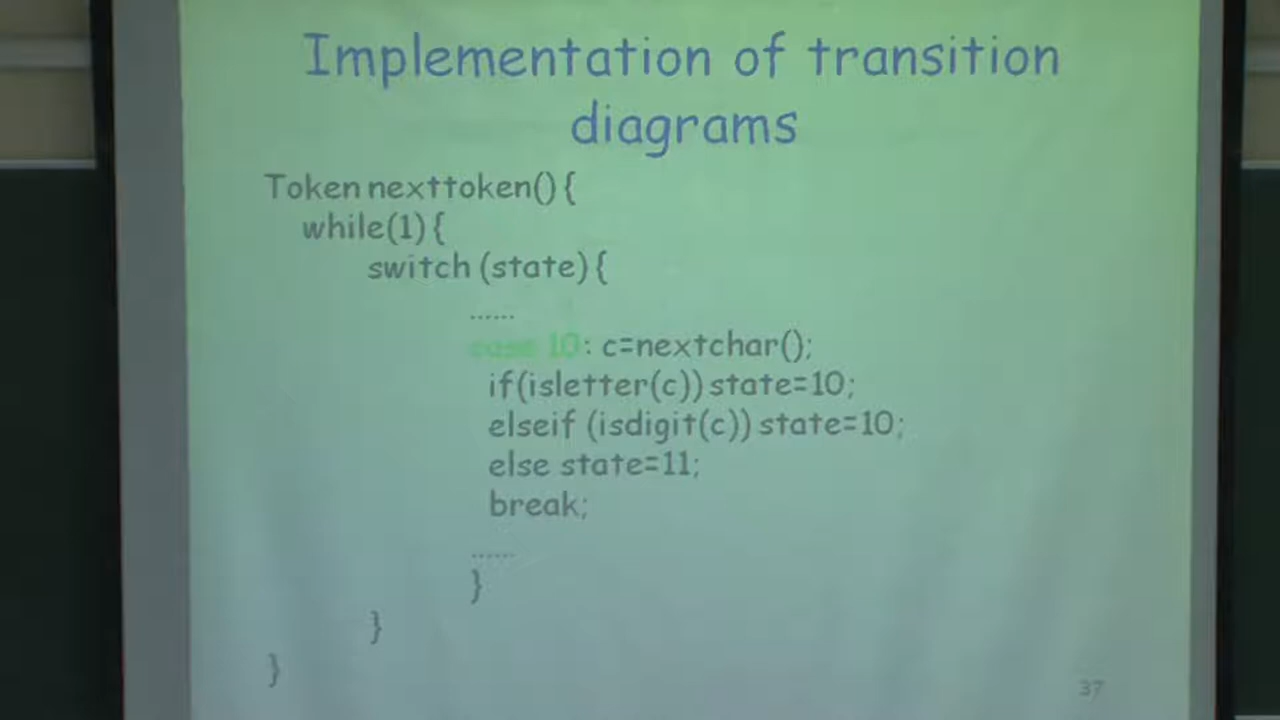 Implementation of transition
diagrams
Token nexttoken() {
while(1) {
switch (state) {
......
case 10: c=nextchar();
if(isletter(c)) state=10;
elseif (isdigit(c)) state=10;
else state=11;
break;
......
}
}
}
37